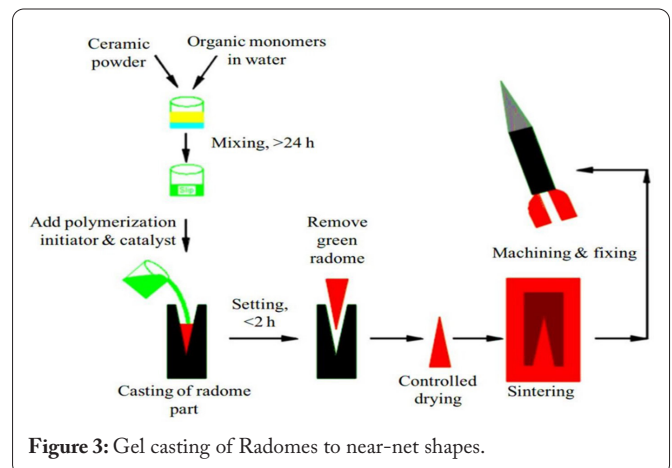 Ceramic
powder
Organic monomers
in water
Mixing, >24 h
Slip
Add polymerization
initiator & catalyst
Casting of radome
part
Setting,
<2 h
Remove
green
radome
Controlled
drying
Sintering
Machining & fixing
Figure 3: Gel casting of Radomes to near-net shapes.